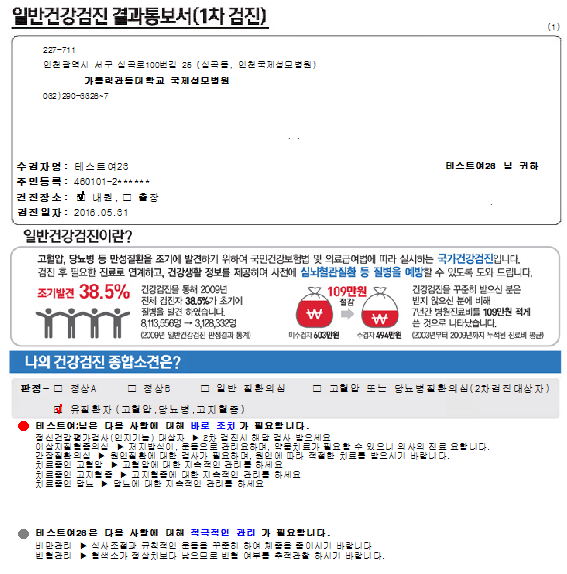 일반건강검진 결과통보서(1차 검진)
(1)
227-711
인천광역시 서구 심곡로100번길 25 (심곡동, 인천국제성모병원)
가톨릭관동대학교 국제성모병원
032)290-3326~7
수검자명: 테스트여28
테스트여28 님 귀하
주민등록: 460101-2******
검진장소: ☑ 내원, □ 출장
검진일자: 2016.05.31
일반건강검진이란?
고혈압, 당뇨병 등 만성질환을 조기에 발견하기 위하여 국민건강보험법 및 의료급여법에 따라 실시하는 국가건강검진입니다.
검진 후 필요한 진료로 연계하고, 건강생활 정보를 제공하여 사전에 심뇌혈관질환 등 질병을 예방할 수 있도록 도와 드립니다.
조기발견 38.5%
건강검진을 통해 2009년
전체 검진자 38.5%가 조기에
질병을 발견 하였습니다.
8,113,556명 → 3,128,332명
(2009년 일반건강검진 판정결과 통계)
109만원
절감
미수검자 603만원
수검자 494만원
건강검진을 꾸준히 받으신 분은
받지 않으신 분에 비해
7년간 병원진료비를 109만원 적게
쓴 것으로 나타났습니다.
(2003년부터 2009년까지 누적된 진료비 평균)
나의 건강검진 종합소견은?
판정- □ 정상A □ 정상B □ 일반 질환의심 □ 고혈압 또는 당뇨병질환의심(2차검진대상자)
☑ 유질환자(고혈압,당뇨병,고지혈증)
테스트여님은 다음 사항에 대해 바로 조치가 필요합니다.
정신건강평가검사(인지기능) 대상자 ▶ 2차 검진시 해당 검사 받으세요
이상지질혈증의심 ▶ 저지방식이, 운동으로 관리하며, 약물치료가 필요할 수 있으니 의사의 진료 요합니다.
간장질환의심 ▶ 원인질환에 대한 검사가 필요하며, 원인에 따라 적절한 치료를 받으시기 바랍니다.
치료중인 고혈압 ▶ 고혈압에 대한 지속적인 관리를 하세요
치료중인 고지혈증 ▶ 고지혈증에 대한 지속적인 관리를 하세요
치료중인 당뇨 ▶ 당뇨에 대한 지속적인 관리를 하세요
테스트여28은 다음 사항에 대해 적극적인 관리 가 필요합니다.
비만관리 ▶ 식사조절과 규칙적인 운동을 꾸준히 하여 체중을 줄이시기 바랍니다
빈혈관리 ▶ 혈색소가 정상치보다 낮으므로 빈혈 여부를 추적관찰 하시기 바랍니다.